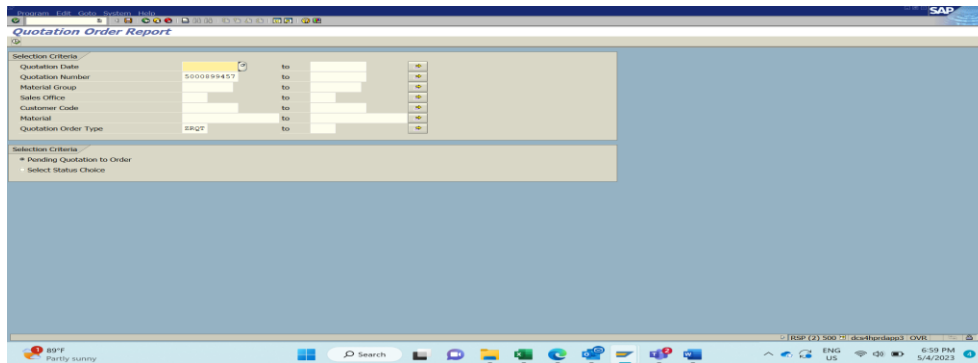 Program Edit Goto System Help
SAP
Quotation Order Report
Selection Criteria
Quotation Date to
Quotation Number 5000899457 to
Material Group to
Sales Office to
Customer Code to
Material to
Quotation Order Type ZRQT to
Selection Criteria
Pending Quotation to Order
Select Status Choice
RSP (2) 500 OVR
89°F
Partly sunny
Search
ENG
US
6:59 PM
5/4/2023